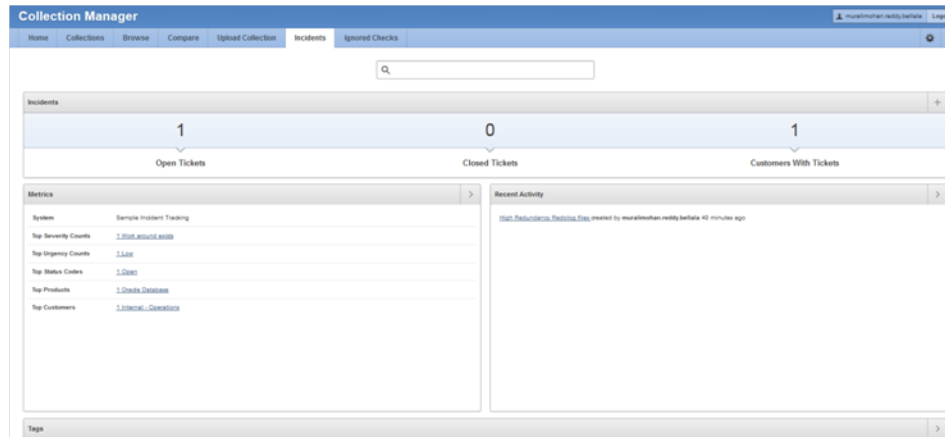 Collection Manager
muralimohan.reddy.bellala
Home Collections Browse Compare Upload Collection Incidents Ignored Checks
Incidents
1 0 1
Open Tickets Closed Tickets Customers With Tickets
Metrics
System Sample Incident Tracking
Top Severity Counts 1 Work around exists
Top Urgency Counts 1 Low
Top Status Codes 1 Open
Top Products 1 Oracle Database
Top Customers 1 Internal - Operations
Recent Activity
High Redundancy Redolog files created by muralimohan.reddy.bellala 40 minutes ago
Tags